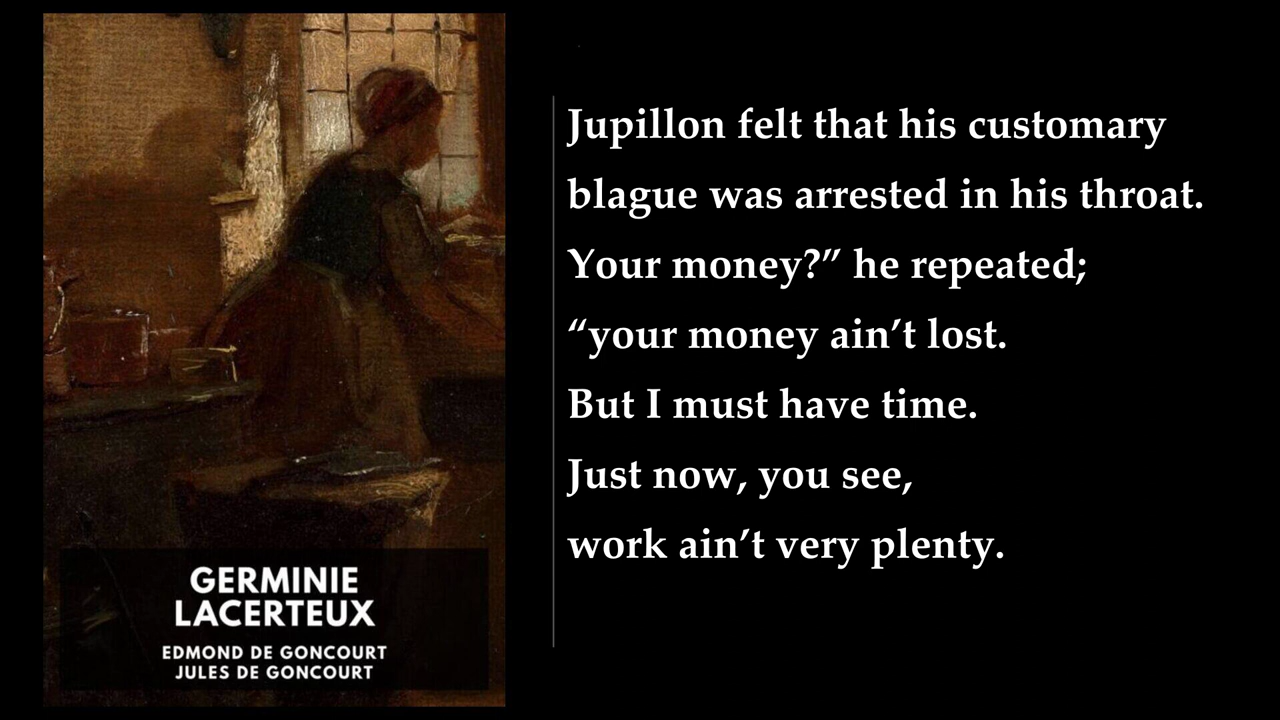 Jupillon felt that his customary
blague was arrested in his throat.
Your money?” he repeated;
“your money ain’t lost.
But I must have time.
Just now, you see,
work ain’t very plenty.
GERMINIE
LACERTEUX
EDMOND DE GONCOURT
JULES DE GONCOURT